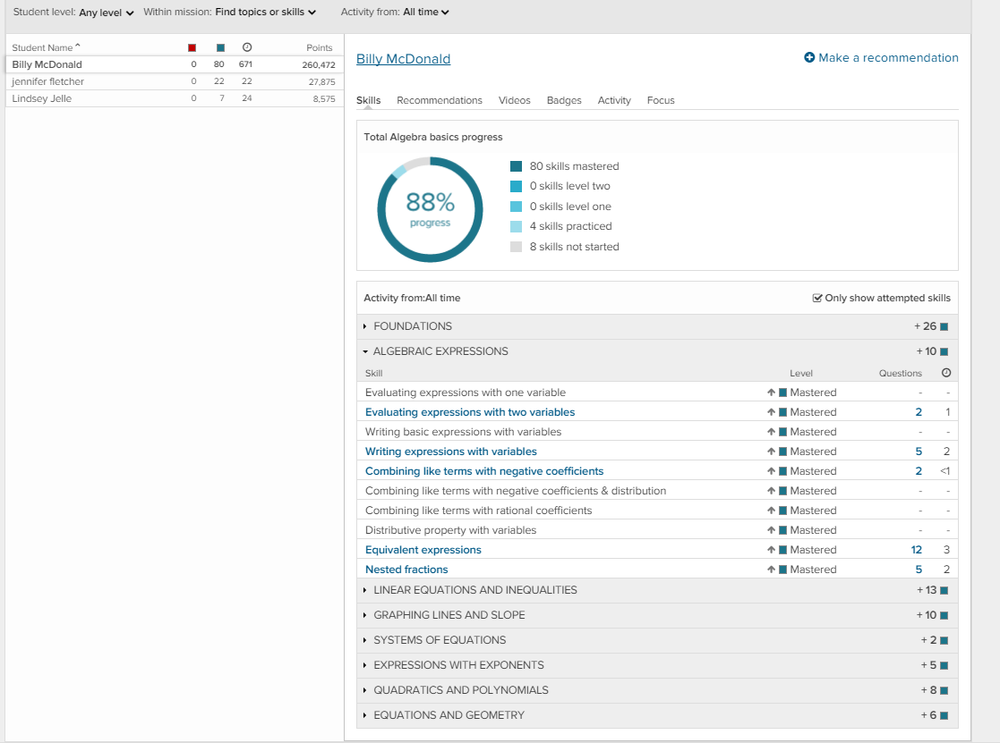 Student level: Any level Within mission: Find topics or skills Activity from: All time
Student Name ^ Points
Billy McDonald 0 80 671 260,472
jennifer fletcher 0 22 22 27,875
Lindsey Jelle 0 7 24 8,575
Billy McDonald Make a recommendation
Skills Recommendations Videos Badges Activity Focus
Total Algebra basics progress
88%
progress
80 skills mastered
0 skills level two
0 skills level one
4 skills practiced
8 skills not started
Activity from:All time Only show attempted skills
FOUNDATIONS + 26
ALGEBRAIC EXPRESSIONS + 10
Skill Level Questions
Evaluating expressions with one variable Mastered - -
Evaluating expressions with two variables Mastered 2 1
Writing basic expressions with variables Mastered - -
Writing expressions with variables Mastered 5 2
Combining like terms with negative coefficients Mastered 2 <1
Combining like terms with negative coefficients & distribution Mastered - -
Combining like terms with rational coefficients Mastered - -
Distributive property with variables Mastered - -
Equivalent expressions Mastered 12 3
Nested fractions Mastered 5 2
LINEAR EQUATIONS AND INEQUALITIES + 13
GRAPHING LINES AND SLOPE + 10
SYSTEMS OF EQUATIONS + 2
EXPRESSIONS WITH EXPONENTS + 5
QUADRATICS AND POLYNOMIALS + 8
EQUATIONS AND GEOMETRY + 6